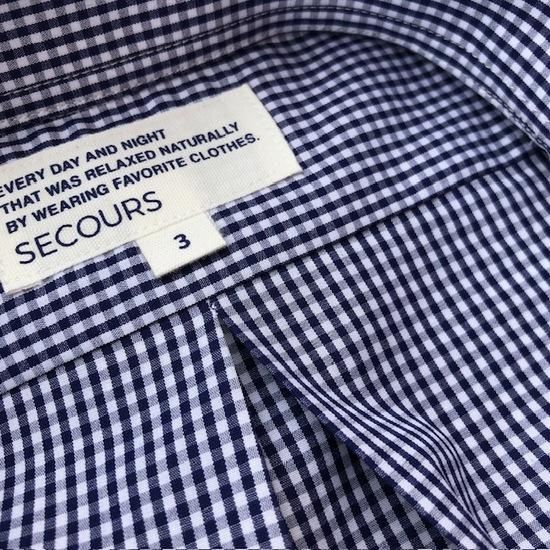 EVERY DAY AND NIGHT
THAT WAS RELAXED NATURALLY
BY WEARING FAVORITE CLOTHES.
SECOURS
3